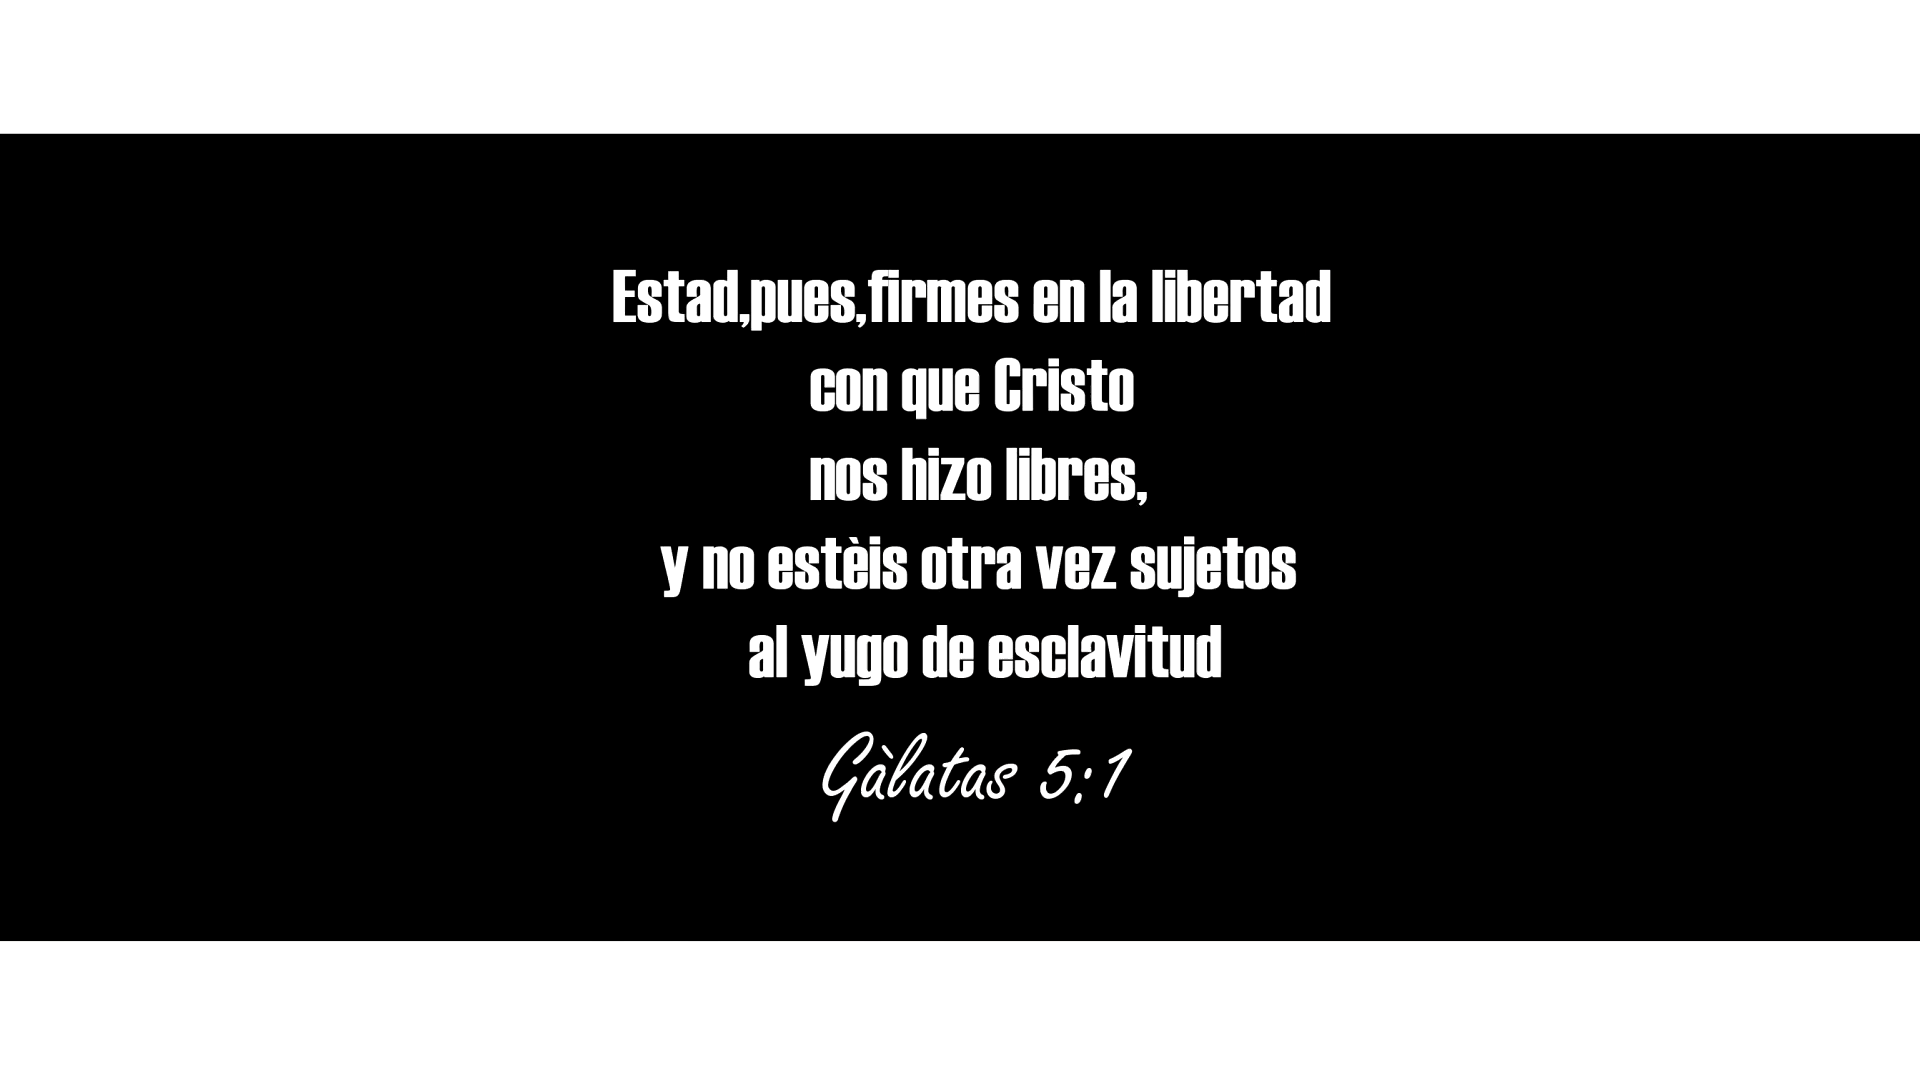 Estad,pues,firmes en la libertad
con que Cristo
nos hizo libres,
y no estèis otra vez sujetos
al yugo de esclavitud
Gàlatas 5:1